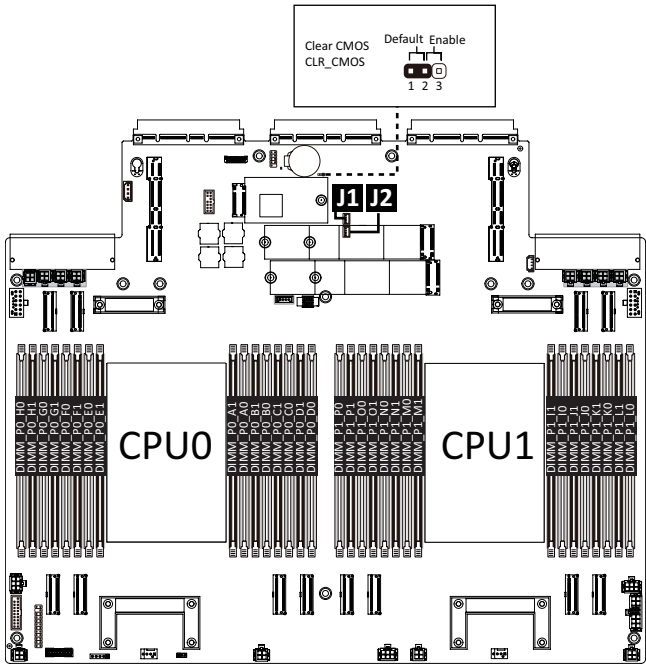 Clear CMOS
CLR_CMOS
Default Enable
1 2 3
J1 J2
DIMM_P0_H0
DIMM_P0_H1
DIMM_P0_G0
DIMM_P0_G1
DIMM_P0_F0
DIMM_P0_F1
DIMM_P0_E0
DIMM_P0_E1
CPU0
DIMM_P0_A1
DIMM_P0_A0
DIMM_P0_B1
DIMM_P0_B0
DIMM_P0_C1
DIMM_P0_C0
DIMM_P0_D1
DIMM_P0_D0
DIMM_P1_P0
DIMM_P1_P1
DIMM_P1_O0
DIMM_P1_O1
DIMM_P1_N0
DIMM_P1_N1
DIMM_P1_M0
DIMM_P1_M1
CPU1
DIMM_P1_I1
DIMM_P1_I0
DIMM_P1_J1
DIMM_P1_J0
DIMM_P1_K1
DIMM_P1_K0
DIMM_P1_L1
DIMM_P1_L0